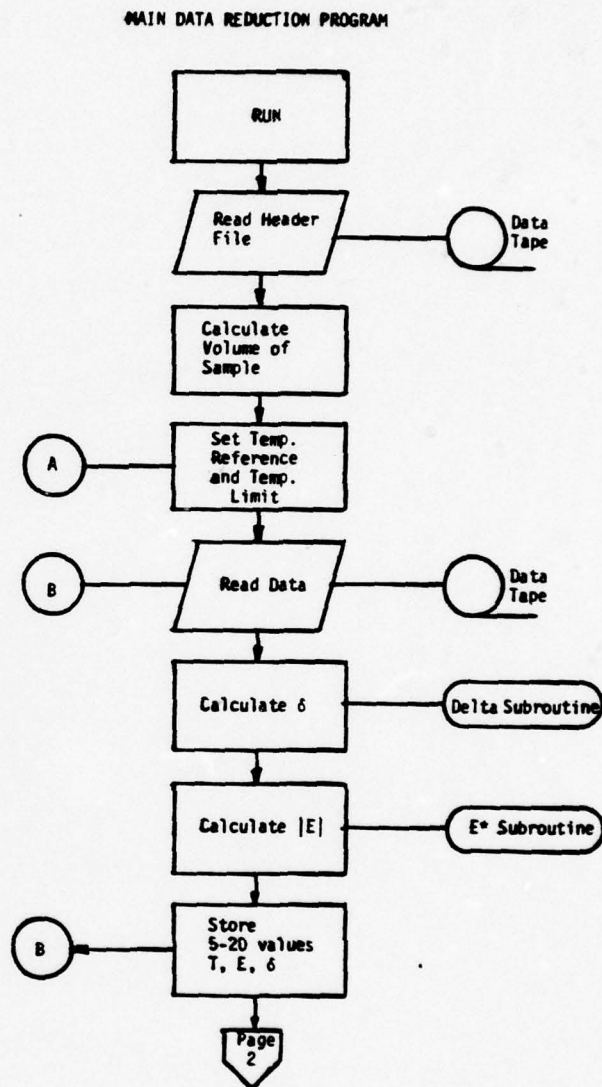 MAIN DATA REDUCTION PROGRAM
RUN
Read Header
File
Data
Tape
Calculate
Volume of
Sample
A
Set Temp.
Reference
and Temp.
Limit
B
Read Data
Data
Tape
Calculate δ
Delta Subroutine
Calculate |E|
E* Subroutine
B
Store
5-20 values
T, E, δ
Page
2